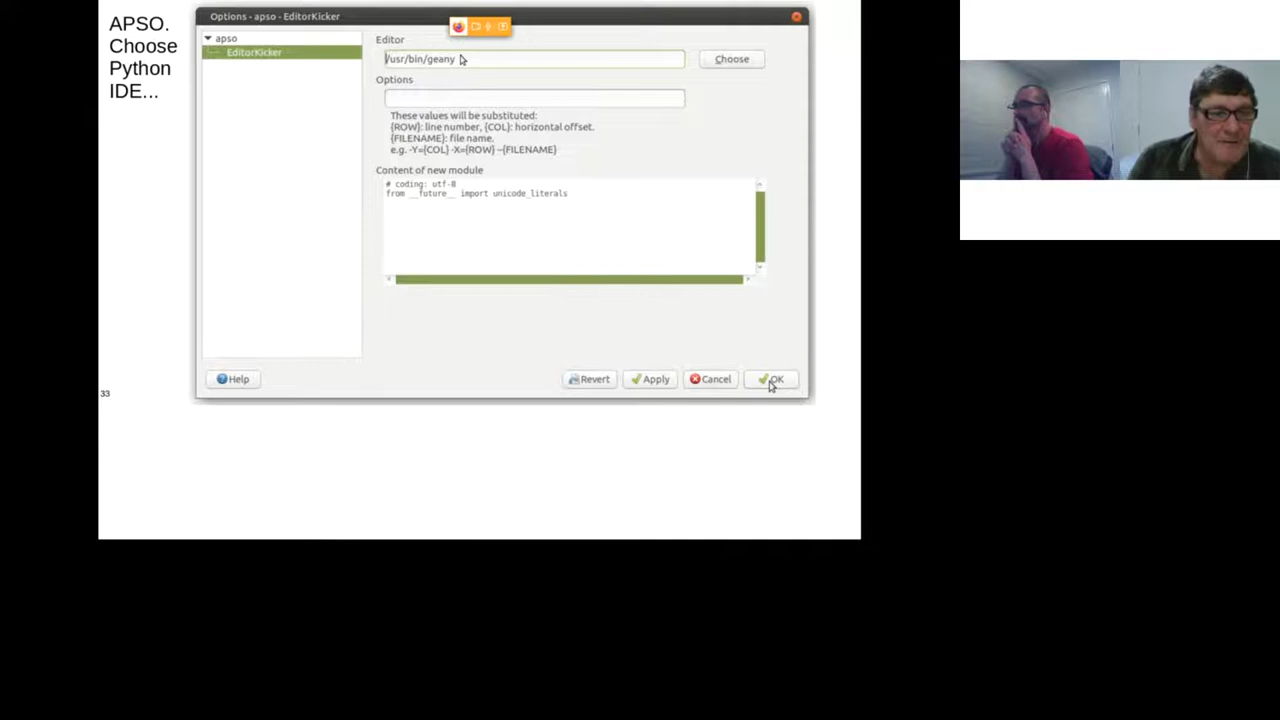 APSO.
Choose
Python
IDE...
33
Options - apso - EditorKicker
apso
EditorKicker
Editor
/usr/bin/geany
Choose
Options
These values will be substituted:
{ROW}: line number, {COL}: horizontal offset.
{FILENAME}: file name.
e.g. -Y={COL} -X={ROW} --{FILENAME}
Content of new module
# coding: utf-8
from __future__ import unicode_literals
Help
Revert
Apply
Cancel
OK